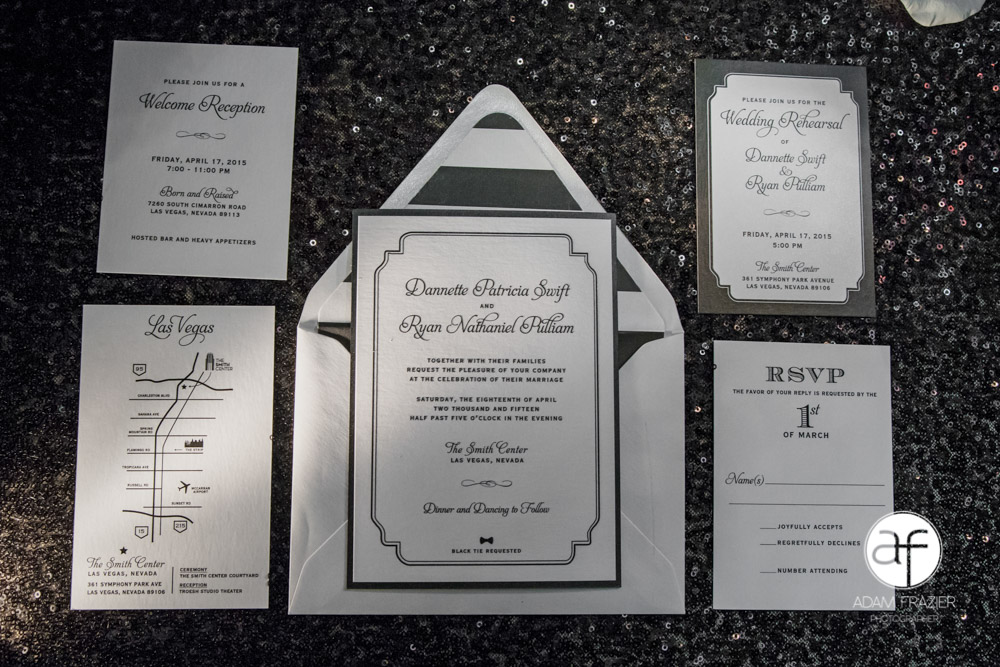 PLEASE JOIN US FOR A
Welcome Reception
FRIDAY, APRIL 17, 2015
7:00 - 11:00 PM
Born and Raised
7260 SOUTH CIMARRON ROAD
LAS VEGAS, NEVADA 89113
HOSTED BAR AND HEAVY APPETIZERS
Las Vegas
95
THE
SMITH
CENTER
CHARLESTON BLVD
SAHARA AVE
SPRING
MOUNTAIN RD
FLAMINGO RD
THE STRIP
TROPICANA AVE
RUSSELL RD
MCCARRAN
AIRPORT
SUNSET RD
15
215
The Smith Center
LAS VEGAS, NEVADA
361 SYMPHONY PARK AVE
LAS VEGAS, NEVADA 89106
CEREMONY
THE SMITH CENTER COURTYARD
RECEPTION
TROESH STUDIO THEATER
Dannette Patricia Swift
AND
Ryan Nathaniel Pulliam
TOGETHER WITH THEIR FAMILIES
REQUEST THE PLEASURE OF YOUR COMPANY
AT THE CELEBRATION OF THEIR MARRIAGE
SATURDAY, THE EIGHTEENTH OF APRIL
TWO THOUSAND AND FIFTEEN
HALF PAST FIVE O'CLOCK IN THE EVENING
The Smith Center
LAS VEGAS, NEVADA
Dinner and Dancing to Follow
BLACK TIE REQUESTED
PLEASE JOIN US FOR THE
Wedding Rehearsal
OF
Dannette Swift
&
Ryan Pulliam
FRIDAY, APRIL 17, 2015
5:00 PM
The Smith Center
361 SYMPHONY PARK AVENUE
LAS VEGAS, NEVADA 89106
RSVP
THE FAVOR OF YOUR REPLY IS REQUESTED BY THE
1st
OF MARCH
Name(s)
JOYFULLY ACCEPTS
REGRETFULLY DECLINES
NUMBER ATTENDING
af
ADAM FRAZIER
PHOTOGRAPHER